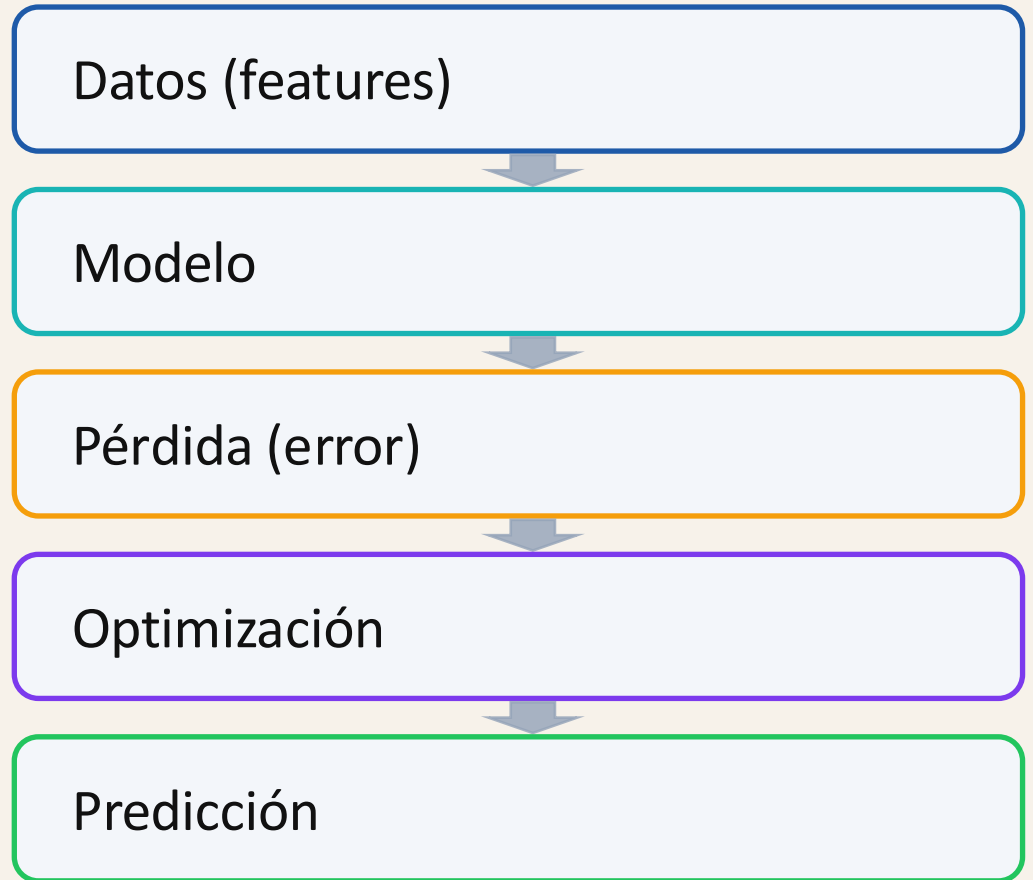 Datos (features)
Modelo
Pérdida (error)
Optimización
Predicción